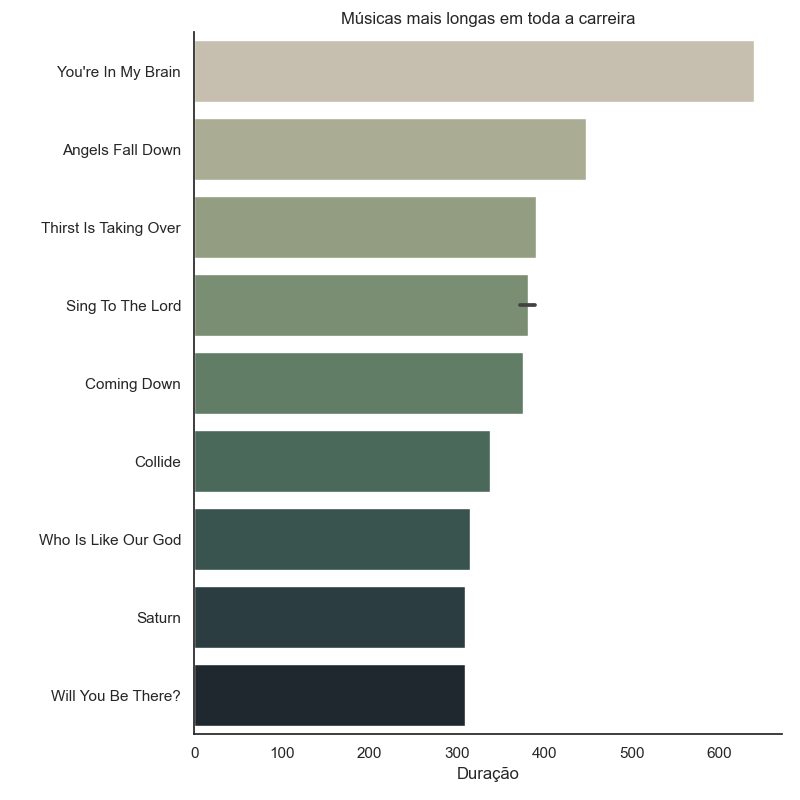 Músicas mais longas em toda a carreira
You're In My Brain
Angels Fall Down
Thirst Is Taking Over
Sing To The Lord
Coming Down
Collide
Who Is Like Our God
Saturn
Will You Be There?
0 100 200 300 400 500 600
Duração